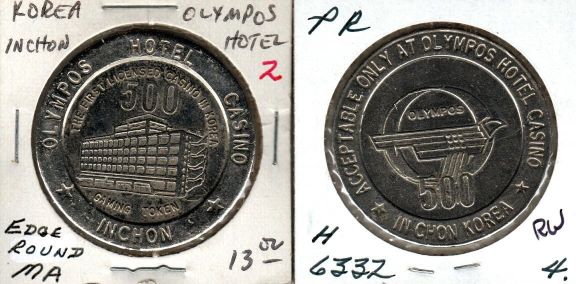 KOREA
INCHON
OLYMPOS
HOTEL
2
OLYMPOS HOTEL CASINO
THE FIRST LICENSED CASINO IN KOREA
500
GAMING TOKEN
INCHON
EDGE
ROUND
MA
13.00
PR
ACCEPTABLE ONLY AT OLYMPOS HOTEL CASINO
OLYMPOS
500
IN CHON KOREA
H
6332
RW
4.